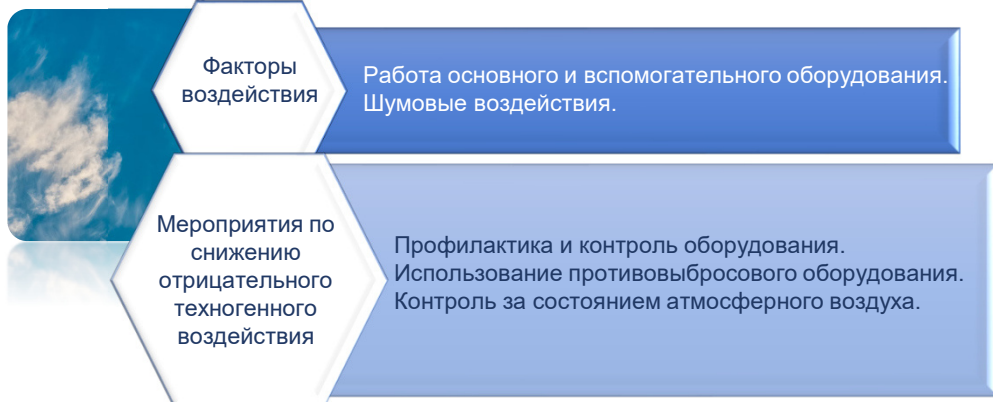 Факторы
воздействия
Работа основного и вспомогательного оборудования.
Шумовые воздействия.
Мероприятия по
снижению
отрицательного
техногенного
воздействия
Профилактика и контроль оборудования.
Использование противовыбросового оборудования.
Контроль за состоянием атмосферного воздуха.